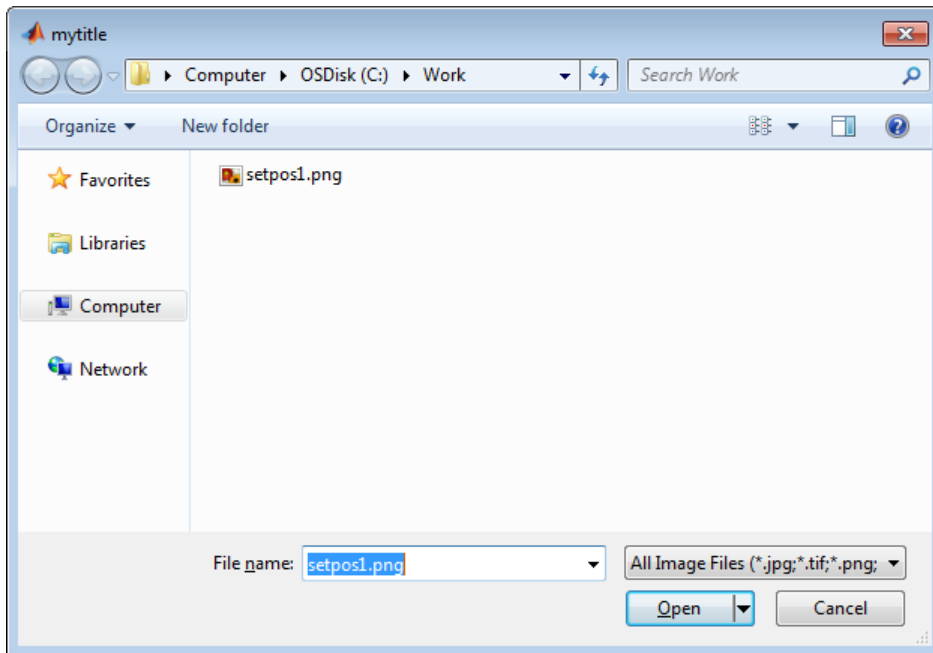 mytitle
Computer OSDisk (C:) Work Search Work
Organize New folder
Favorites setpos1.png
Libraries
Computer
Network
File name: setpos1.png All Image Files (*.jpg;*.tif;*.png;
Open Cancel